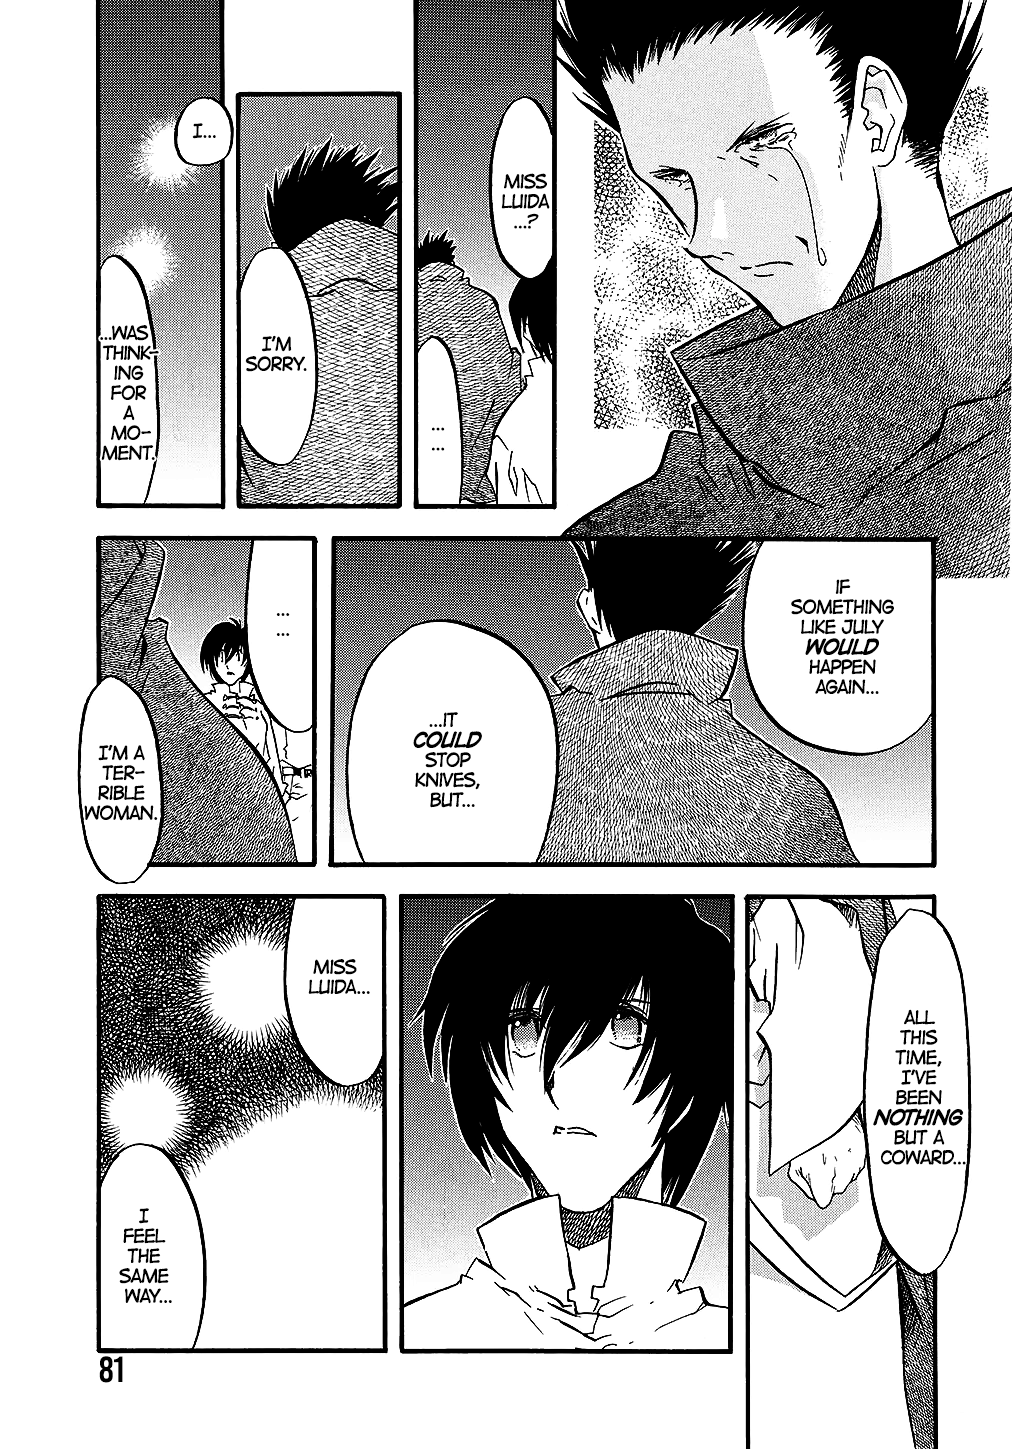 MISS
LUIDA
...?
...
...
I'M
SORRY.
I...
...WAS
THINK-
ING
FOR
A
MO-
MENT.
IF
SOMETHING
LIKE JULY
WOULD
HAPPEN
AGAIN...
...IT
COULD
STOP
KNIVES,
BUT...
...
...
I'M A
TER-
RIBLE
WOMAN.
ALL
THIS
TIME,
I'VE
BEEN
NOTHING
BUT A
COWARD...
MISS
LUIDA...
I
FEEL
THE
SAME
WAY...
81